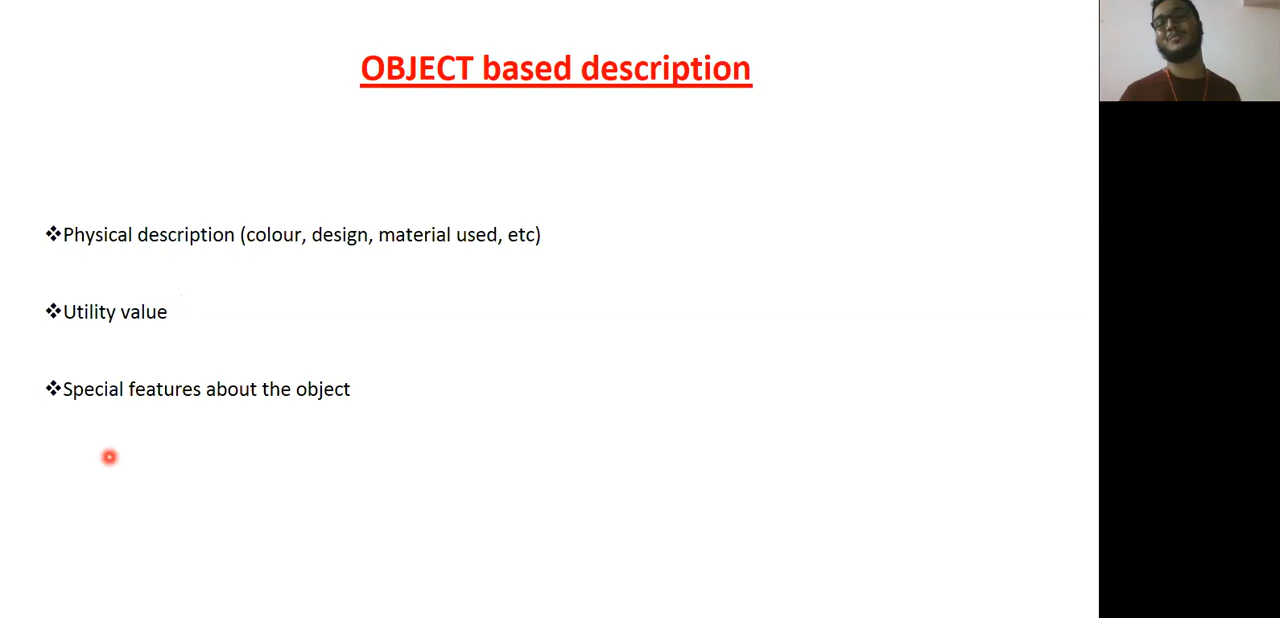 OBJECT based description
❖Physical description (colour, design, material used, etc)
❖Utility value
❖Special features about the object